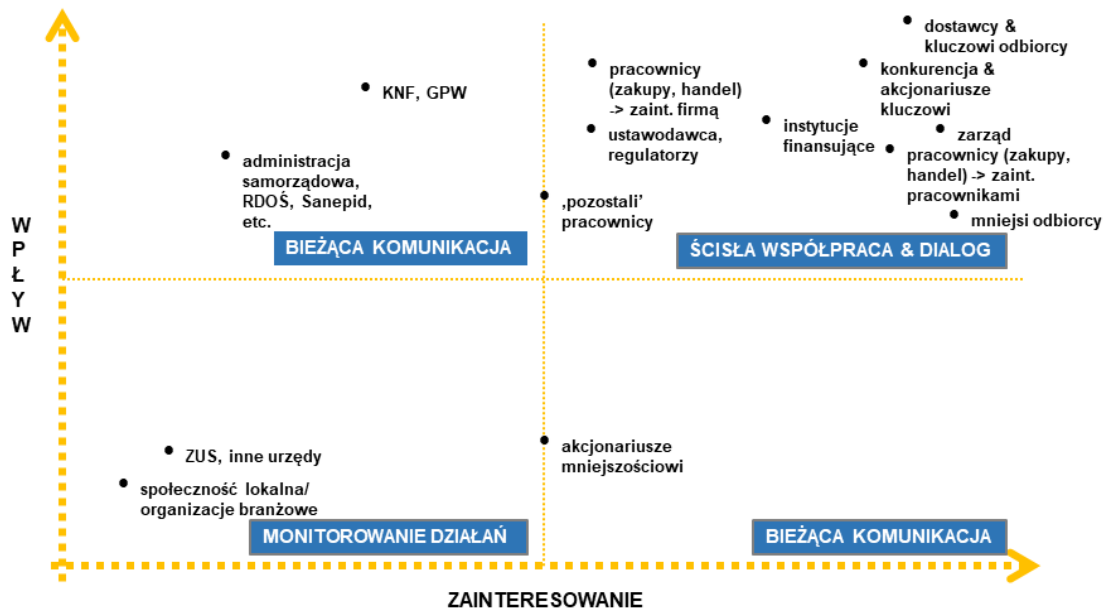 dostawcy &
kluczowi odbiorcy
pracownicy
(zakupy, handel)
-> zaint. firmą
konkurencja &
akcjonariusze
kluczowi
KNF, GPW
ustawodawca,
regulatorzy
instytucje
finansujące
zarząd
pracownicy (zakupy,
handel) -> zaint.
pracownikami
administracja
samorządowa,
RDOŚ, Sanepid,
etc.
‚pozostali’
pracownicy
mniejsi odbiorcy
W
P
Ł
Y
W
BIEŻĄCA KOMUNIKACJA
ŚCISŁA WSPÓŁPRACA & DIALOG
ZUS, inne urzędy
akcjonariusze
mniejszościowi
społeczność lokalna/
organizacje branżowe
MONITOROWANIE DZIAŁAŃ
BIEŻĄCA KOMUNIKACJA
ZAINTERESOWANIE